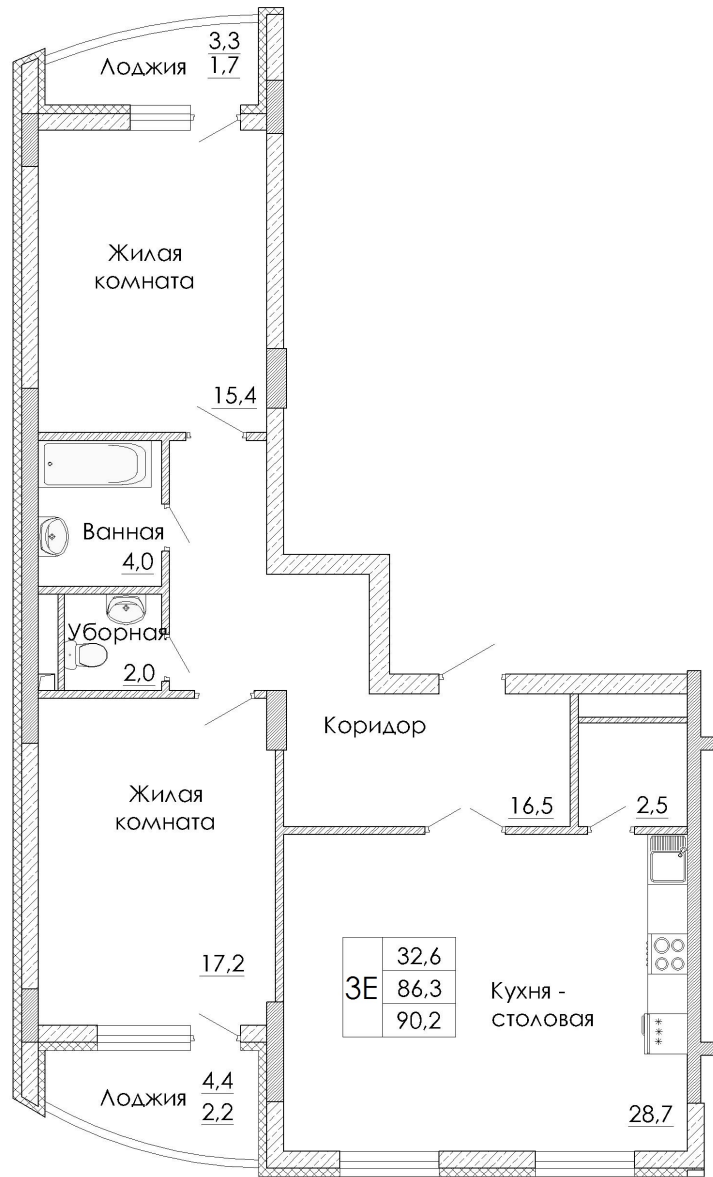 3,3
Лоджия 1,7
Жилая
комната
15,4
Ванная
4,0
Уборная
2,0
Коридор
16,5
2,5
Жилая
комната
17,2
3Е
32,6
86,3
90,2
Кухня -
столовая
28,7
4,4
Лоджия 2,2